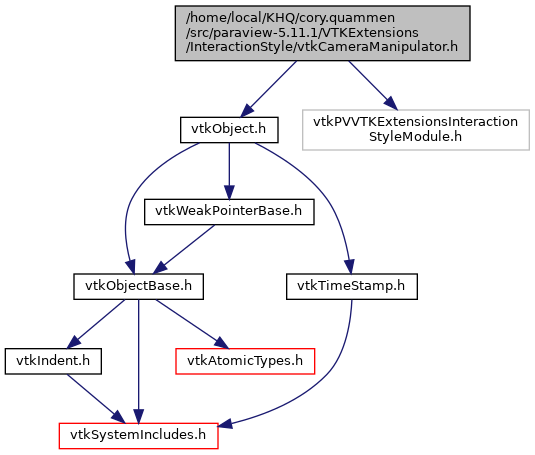 /home/local/KHQ/cory.quammen
/src/paraview-5.11.1/VTKExtensions
/InteractionStyle/vtkCameraManipulator.h
vtkObject.h
vtkPVVTKExtensionsInteraction
StyleModule.h
vtkWeakPointerBase.h
vtkObjectBase.h
vtkTimeStamp.h
vtkIndent.h
vtkAtomicTypes.h
vtkSystemIncludes.h